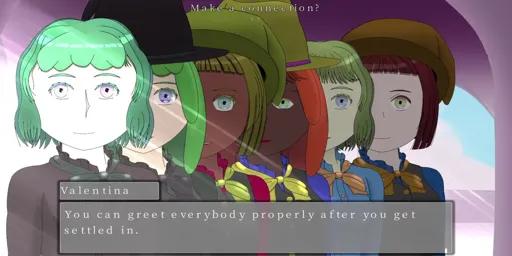 Make a connection?
Valentina
You can greet everybody properly after you get
settled in.